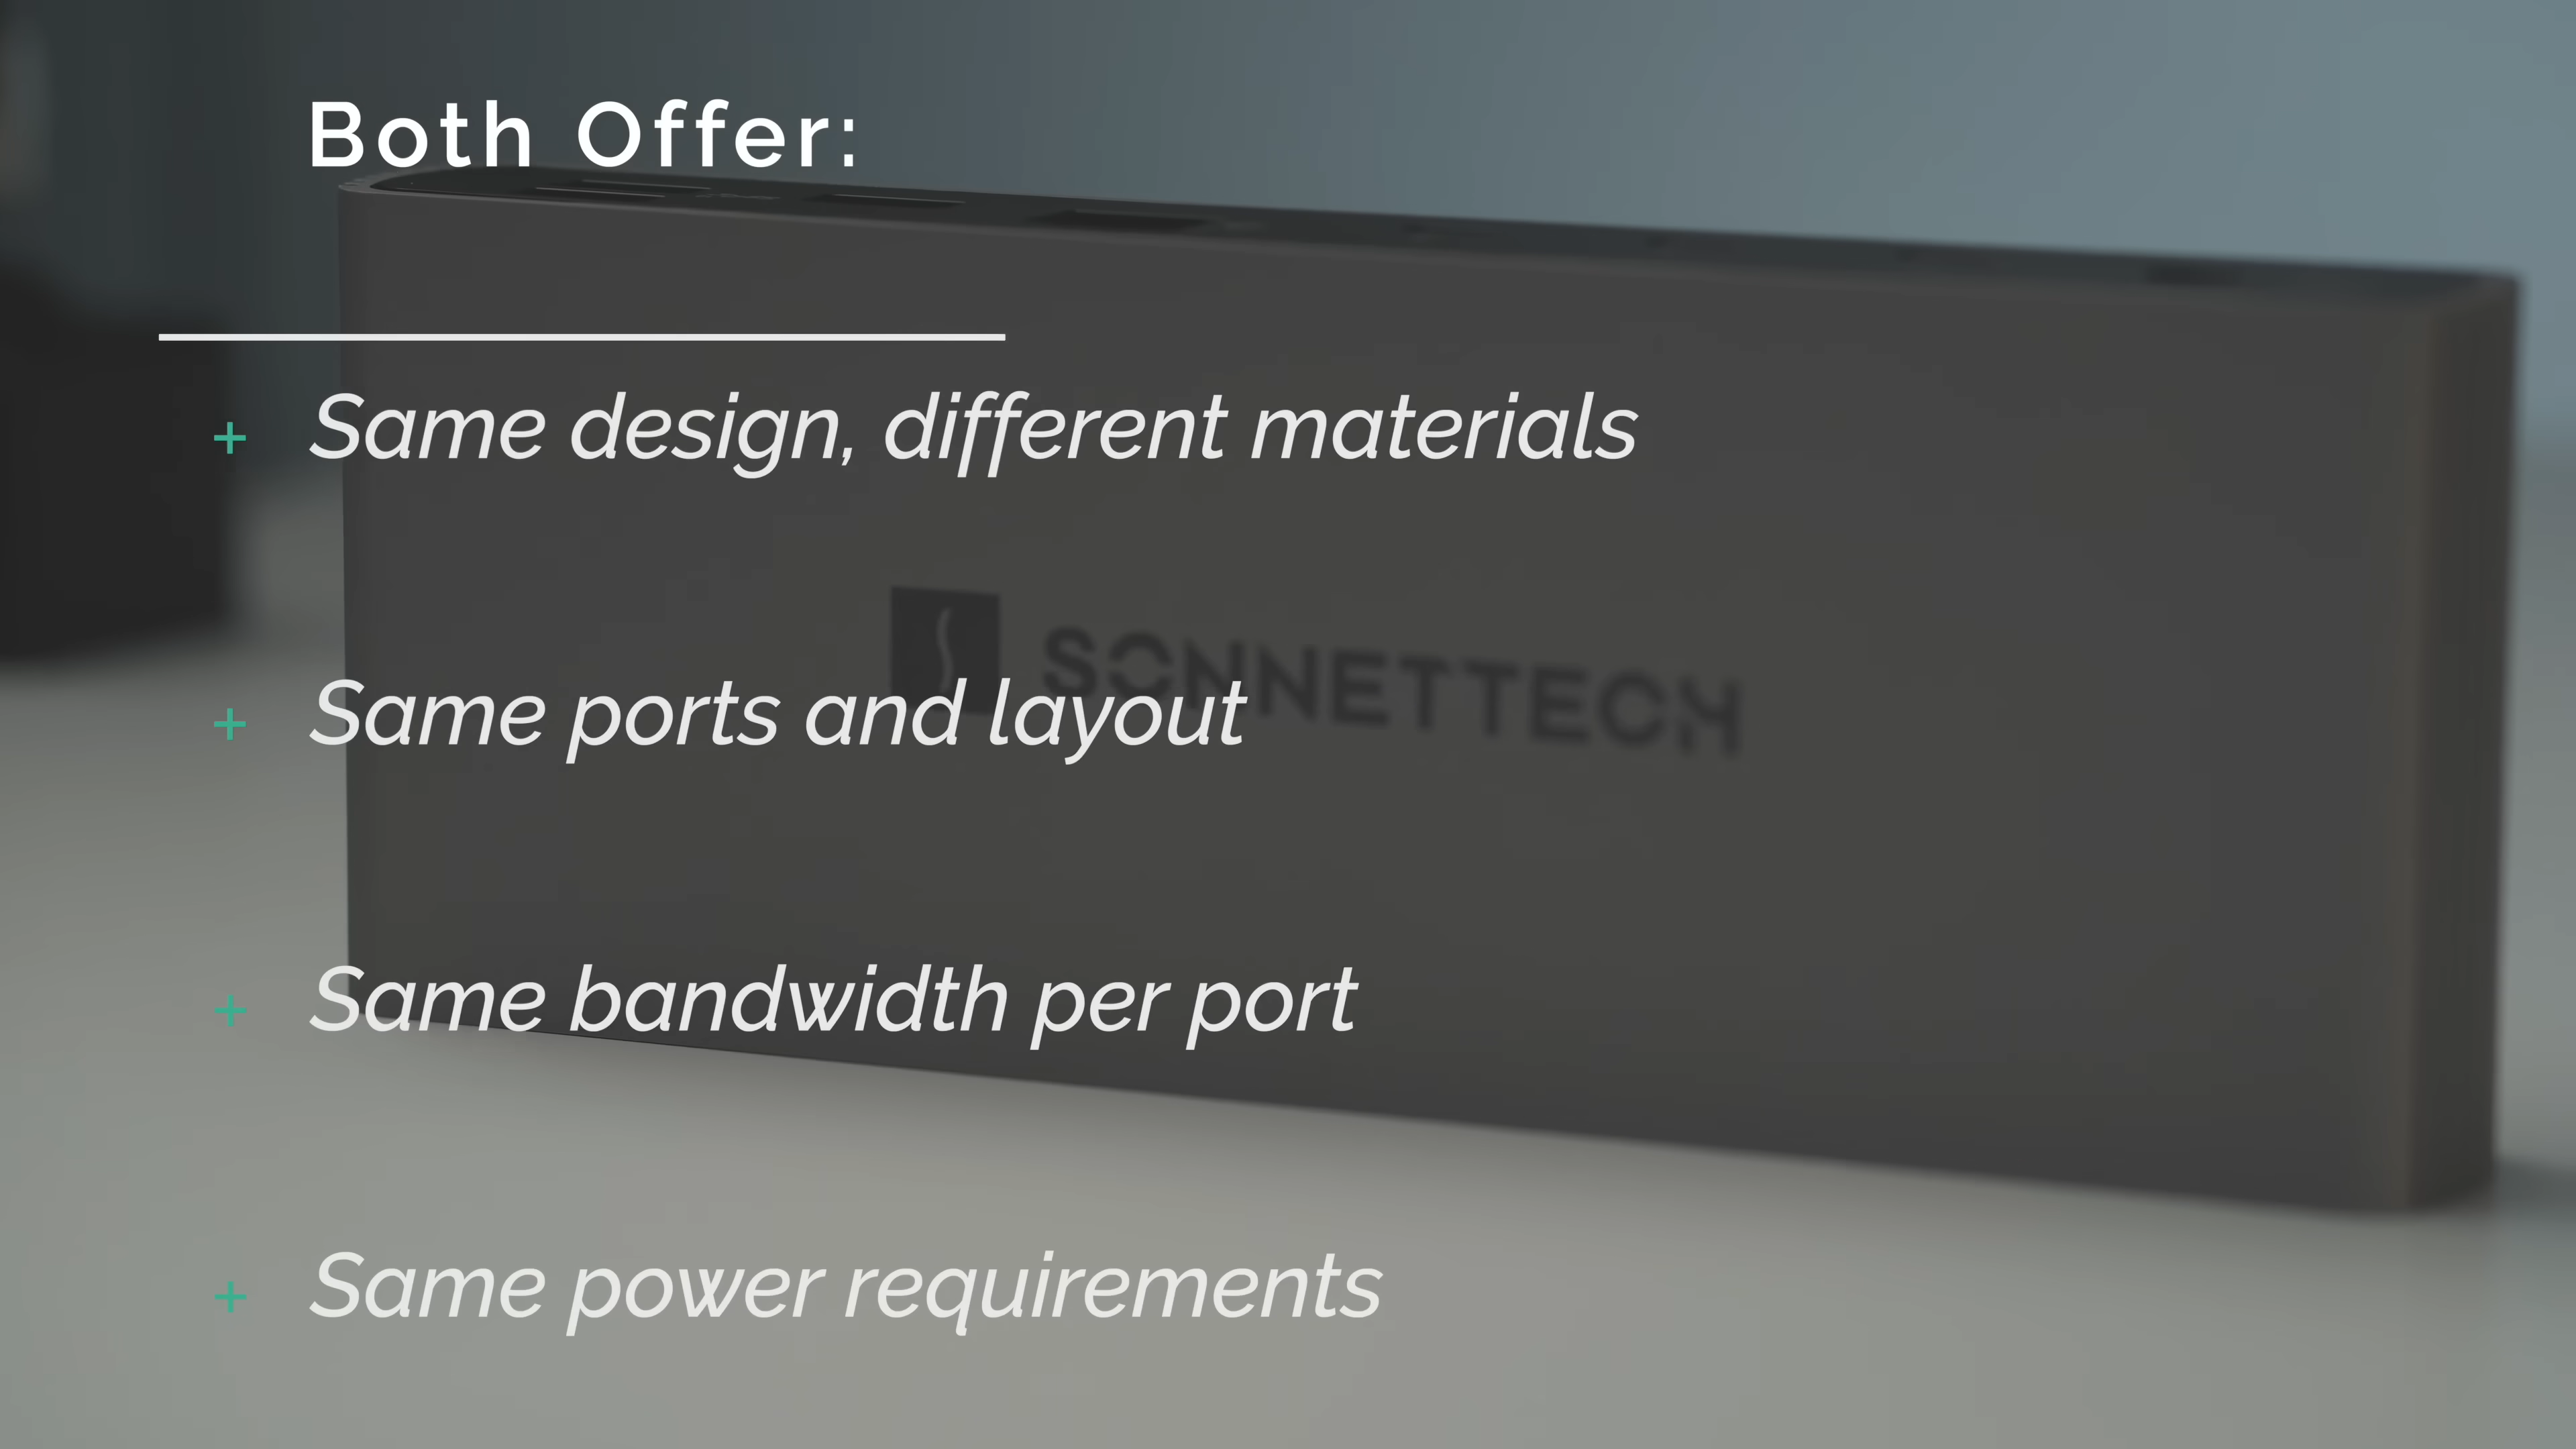 Both Offer:
+ Same design, different materials
SONNETTECH
+ Same ports and layout
+ Same bandwidth per port
+ Same power requirements